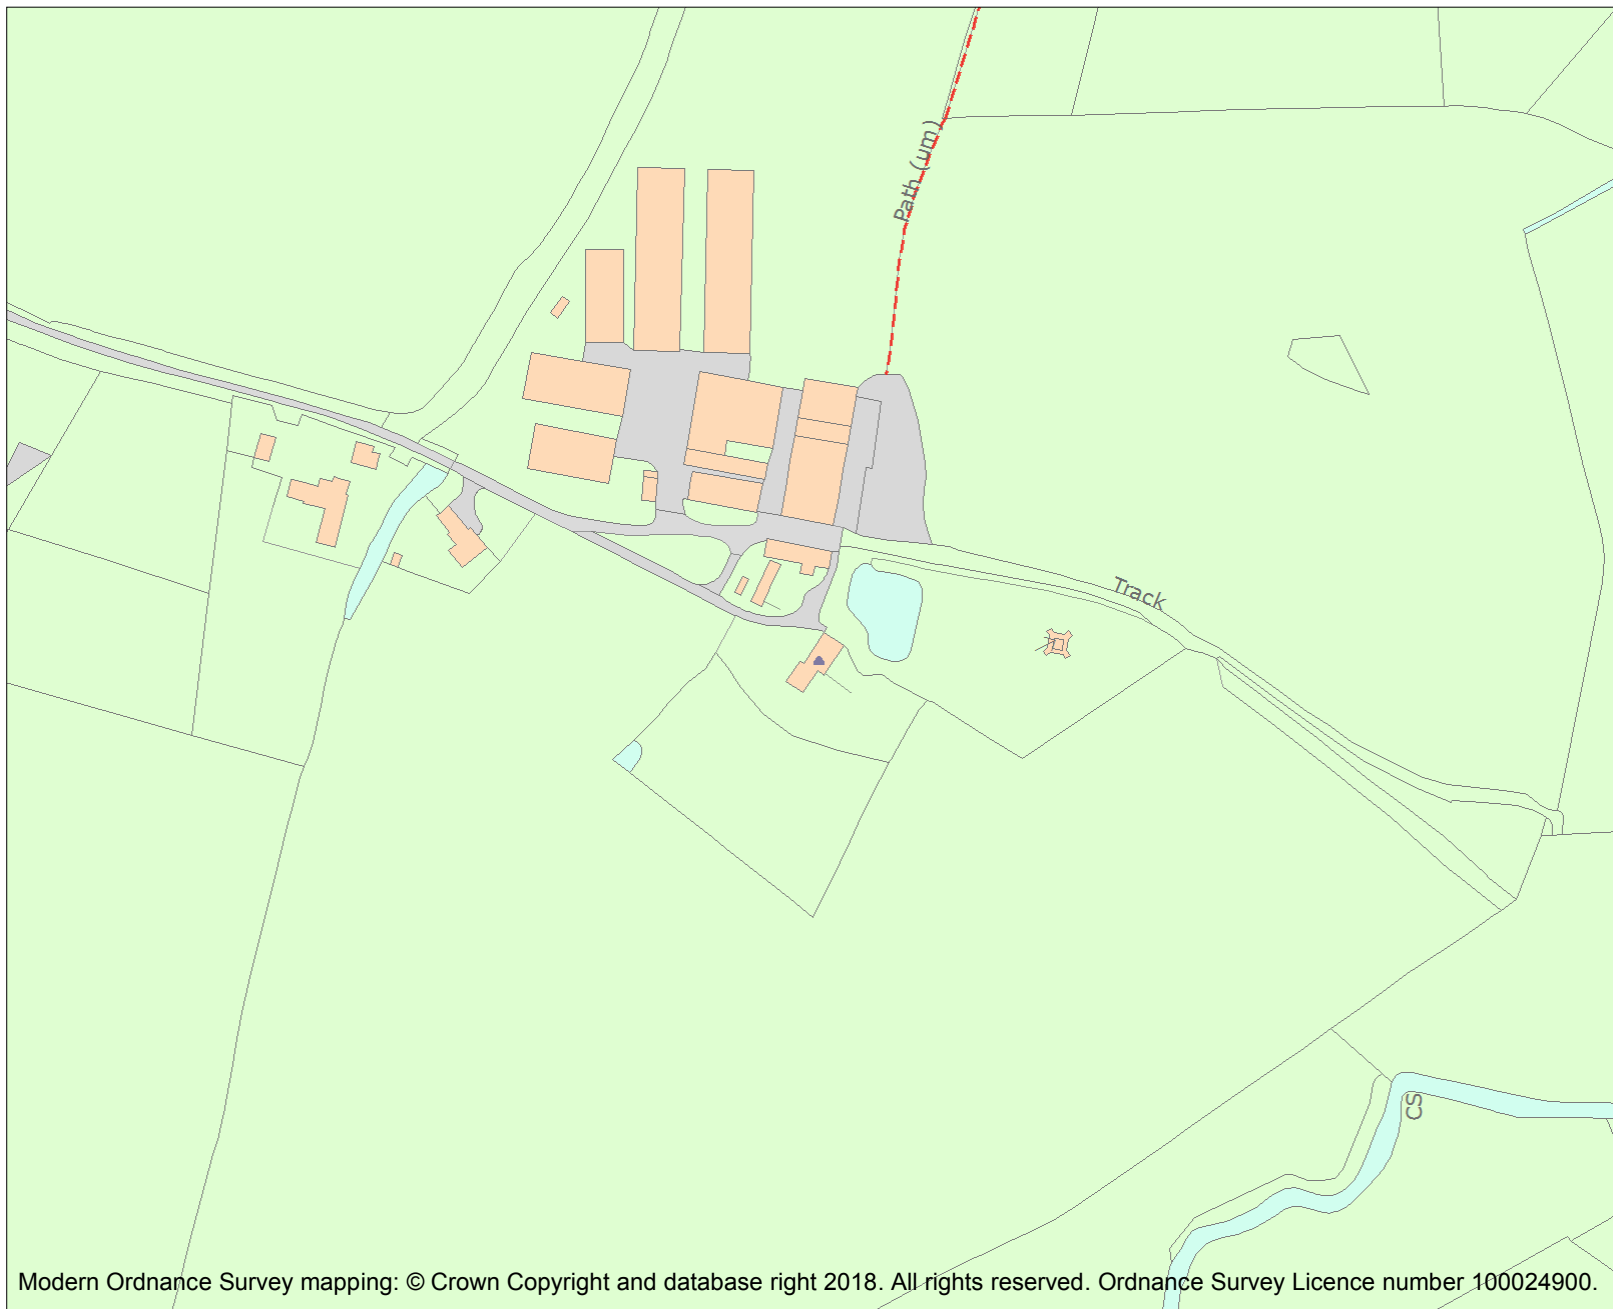 Path (um)
Track
CS
Modern Ordnance Survey mapping: © Crown Copyright and database right 2018. All rights reserved. Ordnance Survey Licence number 100024900.